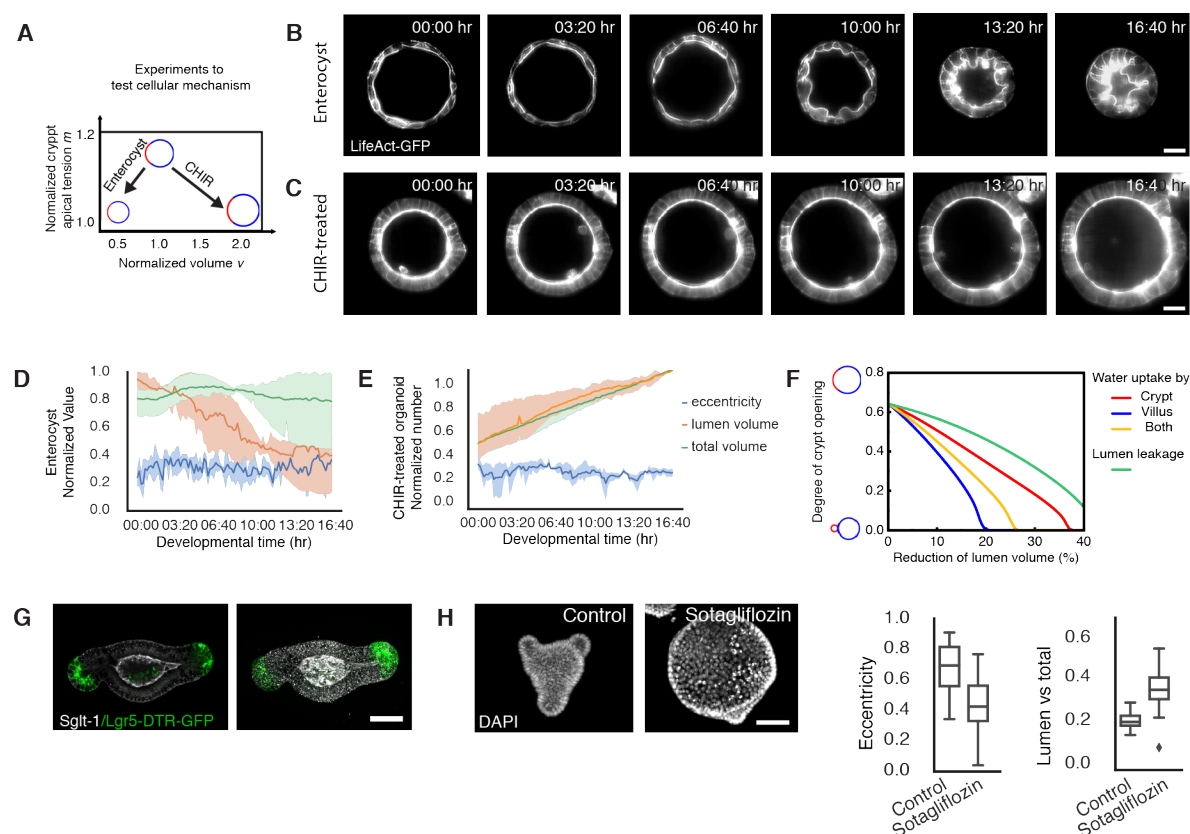 A
Experiments to
test cellular mechanism
Normalized cryppt
apical tension m
1.2
1.0
Enterocyst
CHIR
0.5 1.0 1.5 2.0
Normalized volume v
B
Enterocyst
00:00 hr 03:20 hr 06:40 hr 10:00 hr 13:20 hr 16:40 hr
LifeAct-GFP
C
CHIR-treated
00:00 hr 03:20 hr 06:40 hr 10:00 hr 13:20 hr 16:40 hr
D
Enterocyst
Normalized Value
1.0
0.8
0.6
0.4
0.2
0.0
00:00 03:20 06:40 10:00 13:20 16:40
Developmental time (hr)
E
CHIR-treated organoid
Normalized number
1.0
0.8
0.6
0.4
0.2
0.0
00:00 03:20 06:40 10:00 13:20 16:40
Developmental time (hr)
eccentricity
lumen volume
total volume
F
Degree of crypt opening
0.8
0.6
0.4
0.2
0.0
0 10 20 30 40
Reduction of lumen volume (%)
Water uptake by
Crypt
Villus
Both
Lumen leakage
G
Sglt-1/Lgr5-DTR-GFP
H
Control
DAPI
Sotagliflozin
Eccentricity
1.0
0.8
0.6
0.4
0.2
0.0
Control
Sotagliflozin
Lumen vs total
0.6
0.4
0.2
0.0
Control
Sotagliflozin